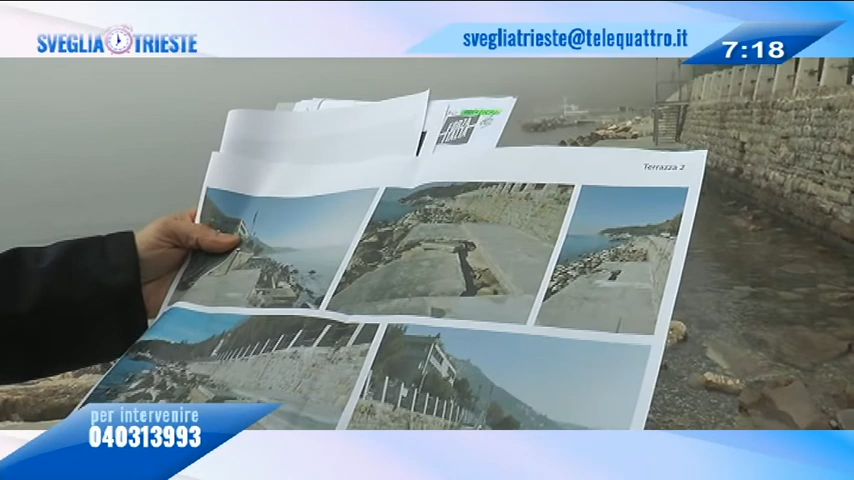 SVEGLIA TRIESTE
svegliatrieste@telequattro.it
7:18
Terrazza 2
per intervenire
040313993